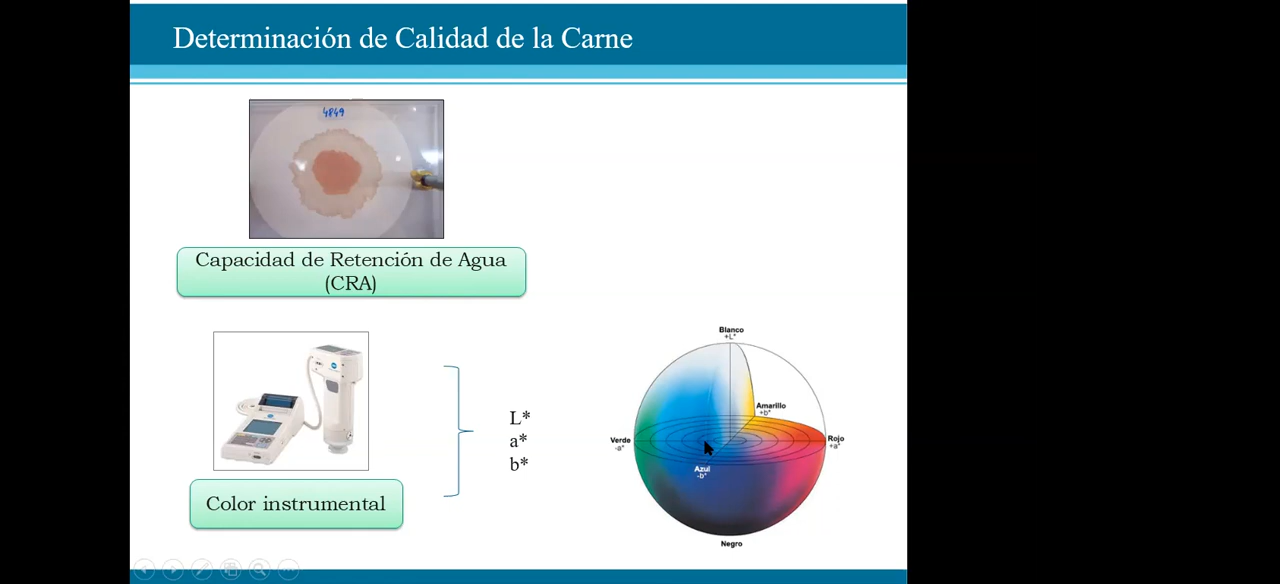 Determinación de Calidad de la Carne
4849
Capacidad de Retención de Agua
(CRA)
Color instrumental
L*
a*
b*
Blanco
+L*
Amarillo
+b*
Verde
-a*
Rojo
+a*
Azul
-b*
Negro